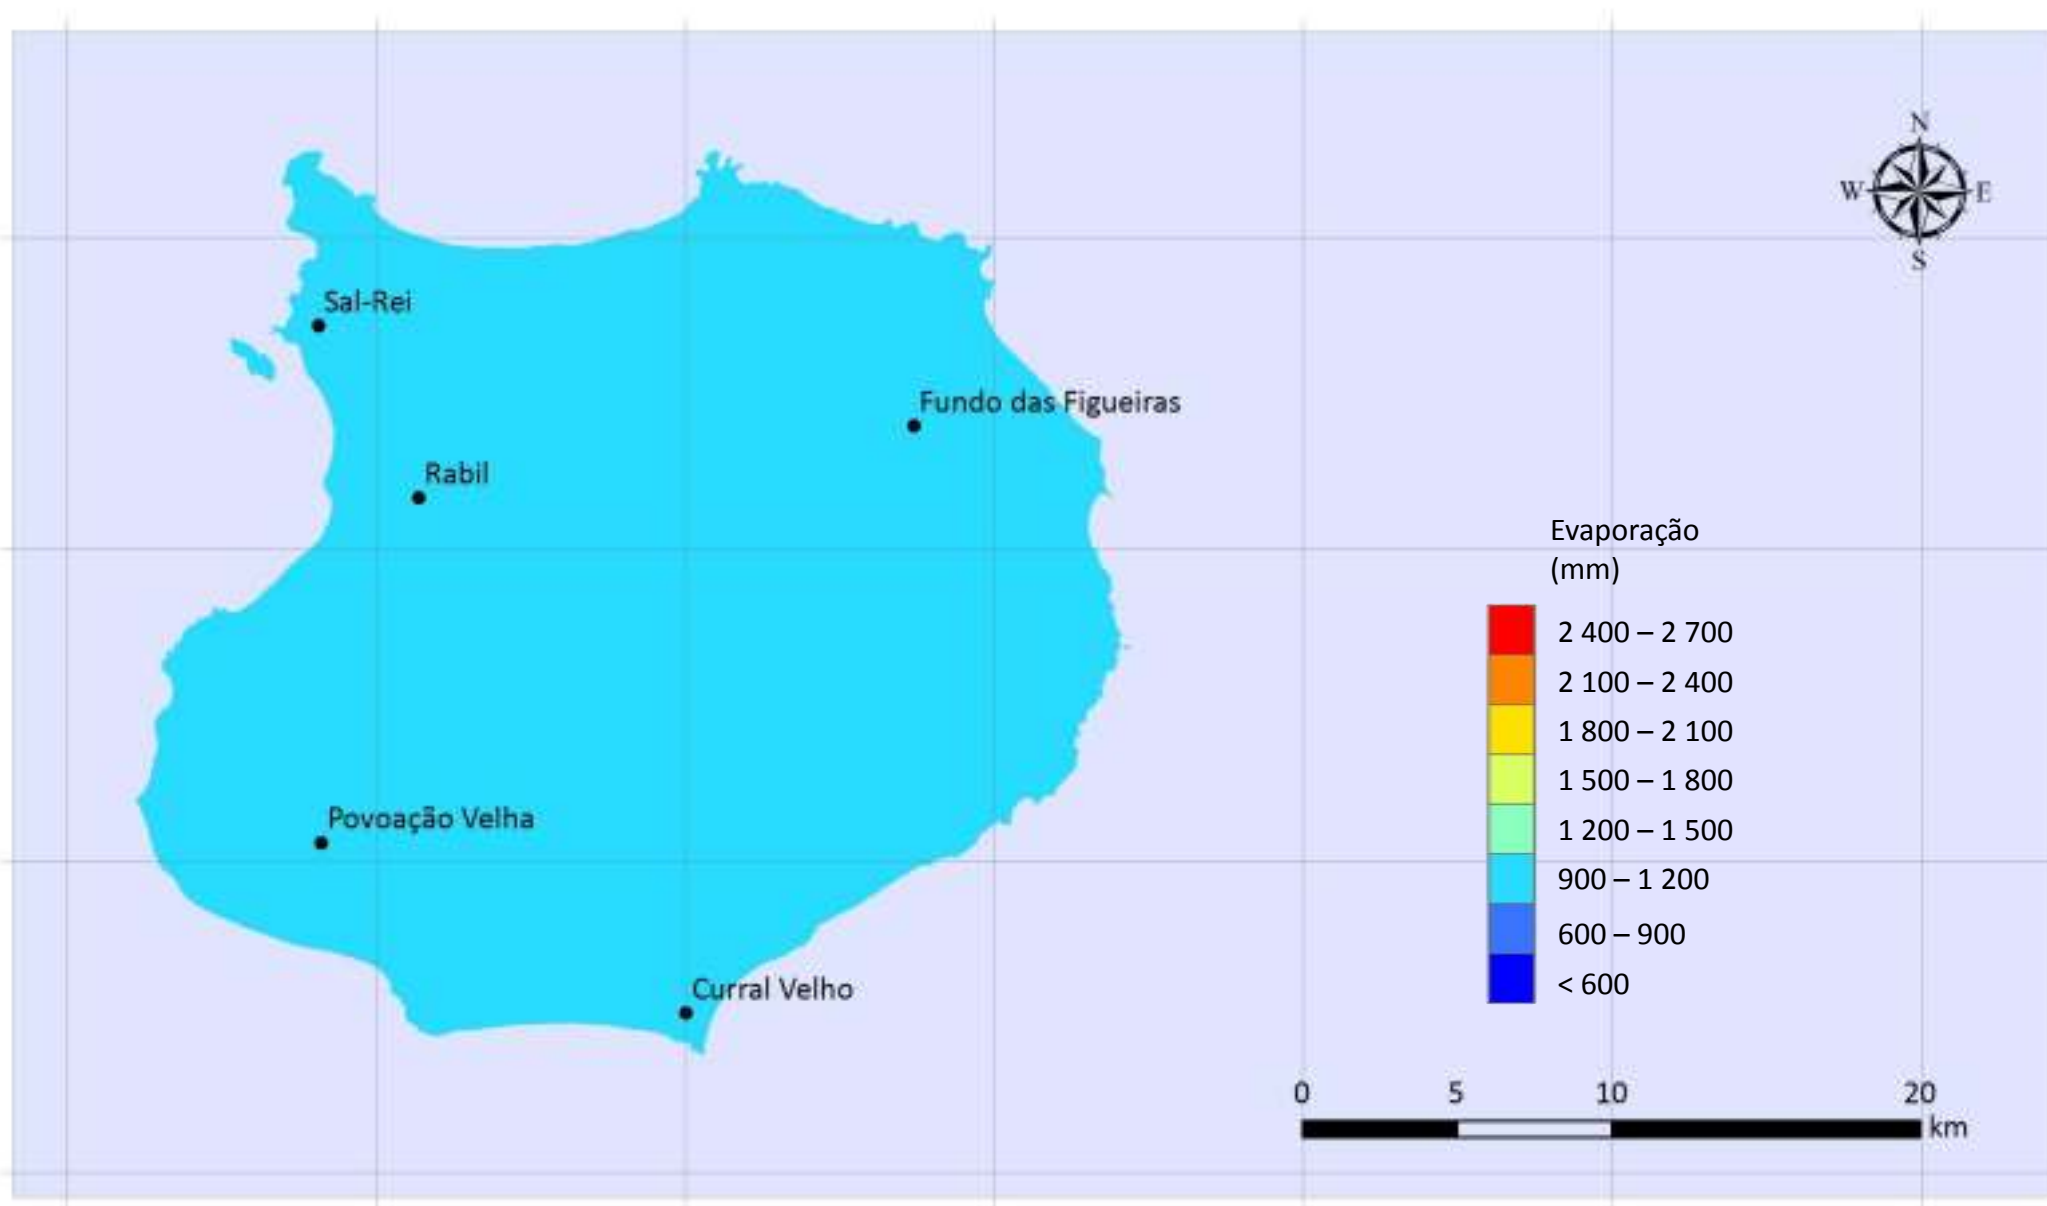 N
W
E
S
Sal-Rei
Fundo das Figueiras
Rabil
Evaporação
(mm)
2 400 – 2 700
2 100 – 2 400
1 800 – 2 100
1 500 – 1 800
1 200 – 1 500
900 – 1 200
600 – 900
< 600
Povoação Velha
Curral Velho
0 5 10 20
km